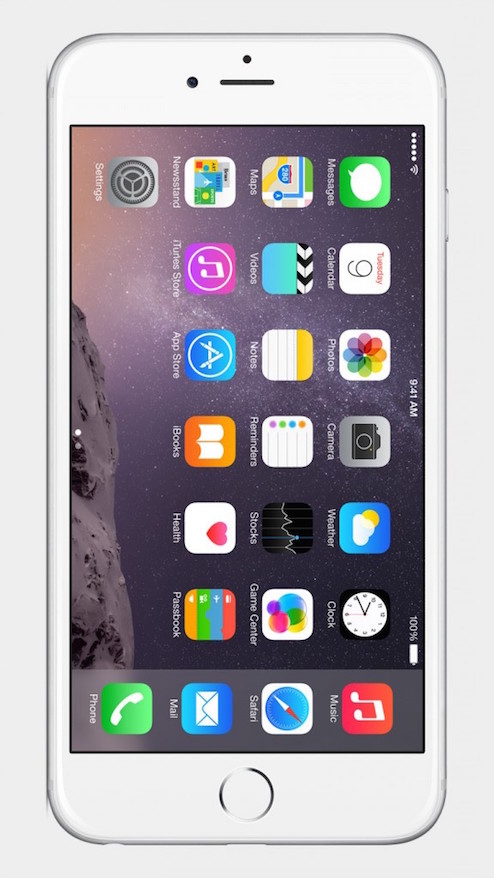 9:41 AM 100%
Tuesday
9
Messages Calendar Photos Camera Weather Clock
280
Maps Videos Notes Reminders Stocks Game Center
Newsstand iTunes Store App Store iBooks Health Passbook
Settings
Music
Safari
Mail
Phone